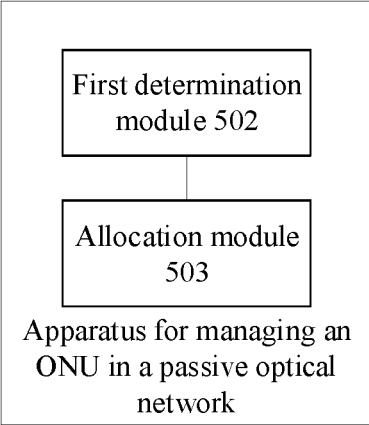 First determination
module 502
Allocation module
503
Apparatus for managing an
ONU in a passive optical
network